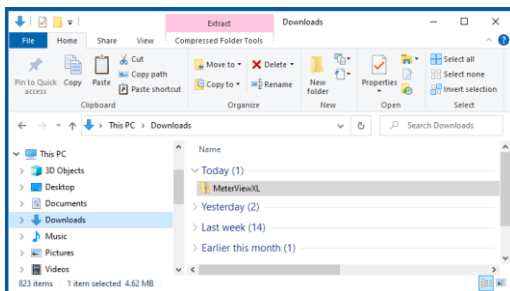 Extract Downloads
File Home Share View Compressed Folder Tools
Pin to Quick access
Copy
Paste
Cut
Copy path
Paste shortcut
Clipboard
Move to
Copy to
Delete
Rename
Organize
New folder
New
Properties
Open
Select all
Select none
Invert selection
Select
This PC > Downloads
Search Downloads
This PC
3D Objects
Desktop
Documents
Downloads
Music
Pictures
Videos
Name
Today (1)
MeterViewXL
Yesterday (2)
Last week (14)
Earlier this month (1)
823 items 1 item selected 4.62 MB